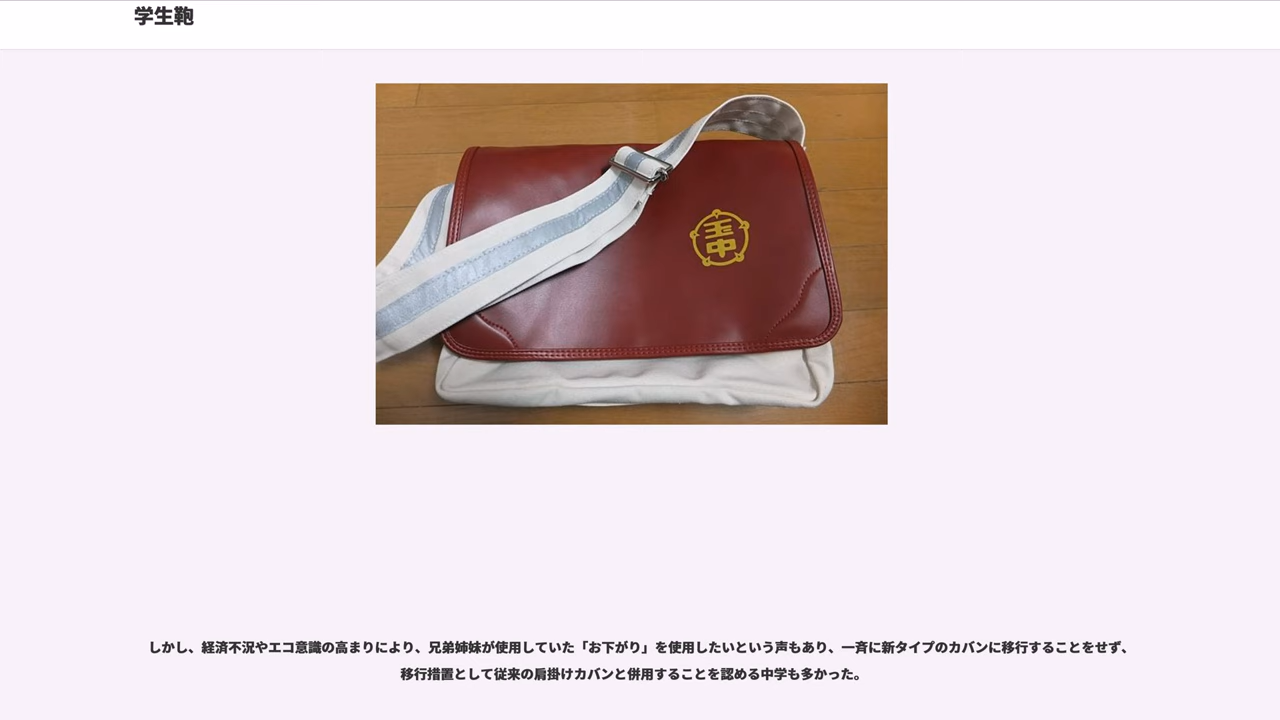 学生鞄
玉
中
しかし、経済不況やエコ意識の高まりにより、兄弟姉妹が使用していた「お下がり」を使用したいという声もあり、一斉に新タイプのカバンに移行することをせず、
移行措置として従来の肩掛けカバンと併用することを認める中学も多かった。